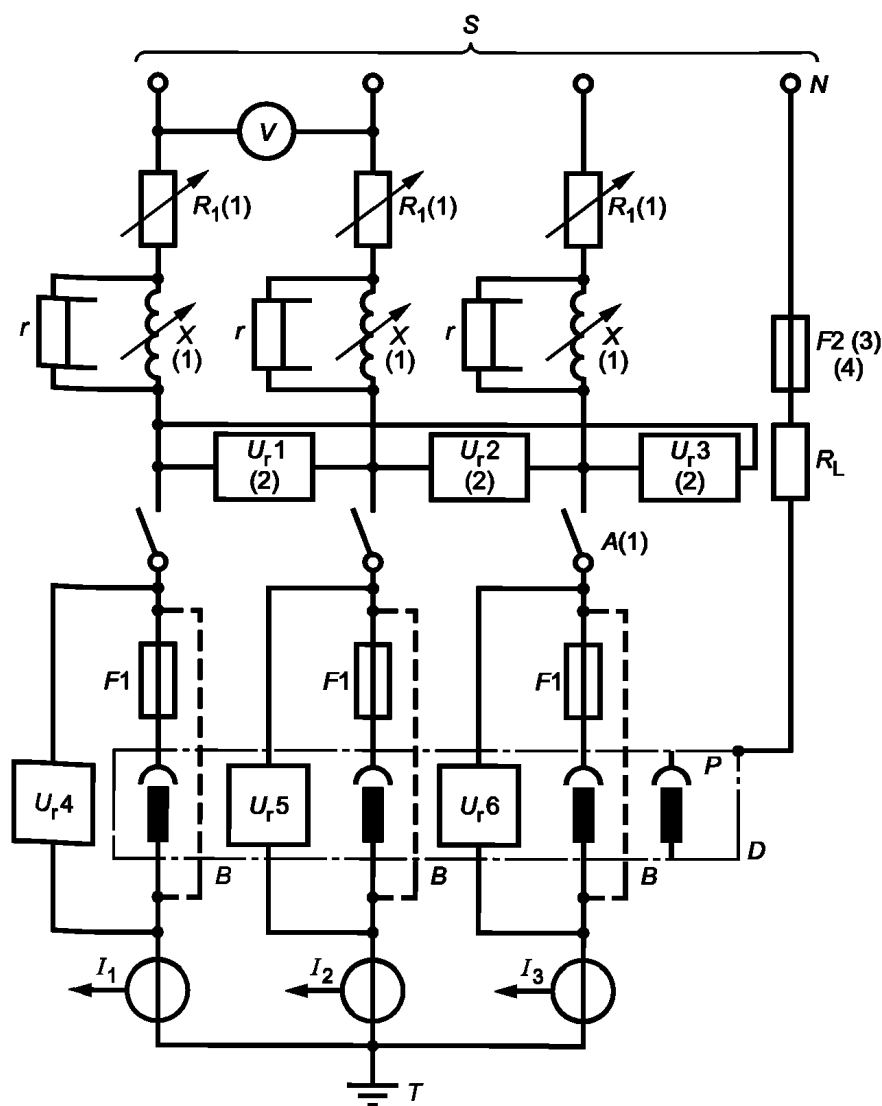 S
N
V
R1(1) R1(1) R1(1)
r X (1) r X (1) r X (1)
F2 (3) (4)
Ur1 (2) Ur2 (2) Ur3 (2)
RL
A(1)
F1 F1 F1
P
Ur4 Ur5 Ur6
B B B D
I1 I2 I3
T